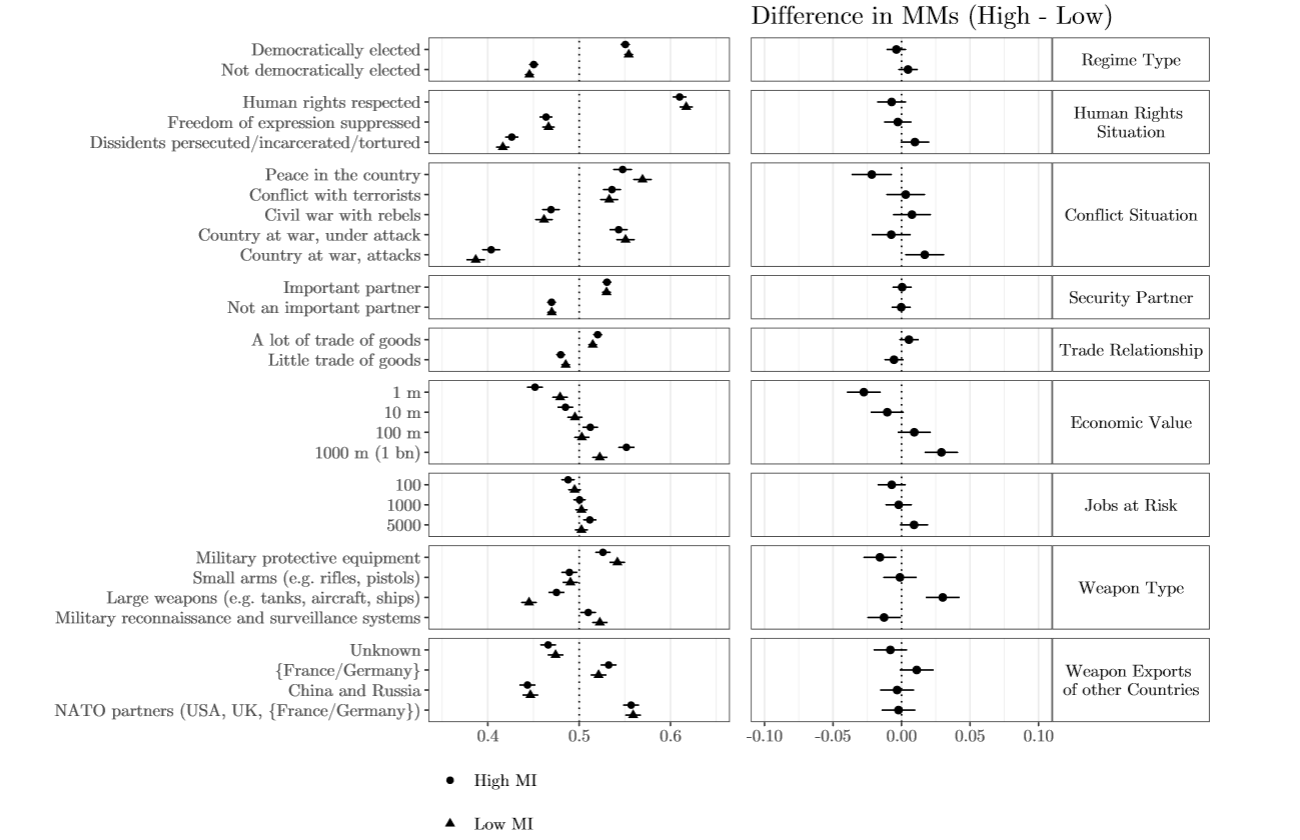 Difference in MMs (High - Low)
Democratically elected
Not democratically elected
Regime Type
Human rights respected
Freedom of expression suppressed
Dissidents persecuted/incarcerated/tortured
Human Rights
Situation
Peace in the country
Conflict with terrorists
Civil war with rebels
Country at war, under attack
Country at war, attacks
Conflict Situation
Important partner
Not an important partner
Security Partner
A lot of trade of goods
Little trade of goods
Trade Relationship
1 m
10 m
100 m
1000 m (1 bn)
Economic Value
100
1000
5000
Jobs at Risk
Military protective equipment
Small arms (e.g. rifles, pistols)
Large weapons (e.g. tanks, aircraft, ships)
Military reconnaissance and surveillance systems
Weapon Type
Unknown
{France/Germany}
China and Russia
NATO partners (USA, UK, {France/Germany})
Weapon Exports
of other Countries
0.4 0.5 0.6
-0.10 -0.05 0.00 0.05 0.10
High MI
Low MI